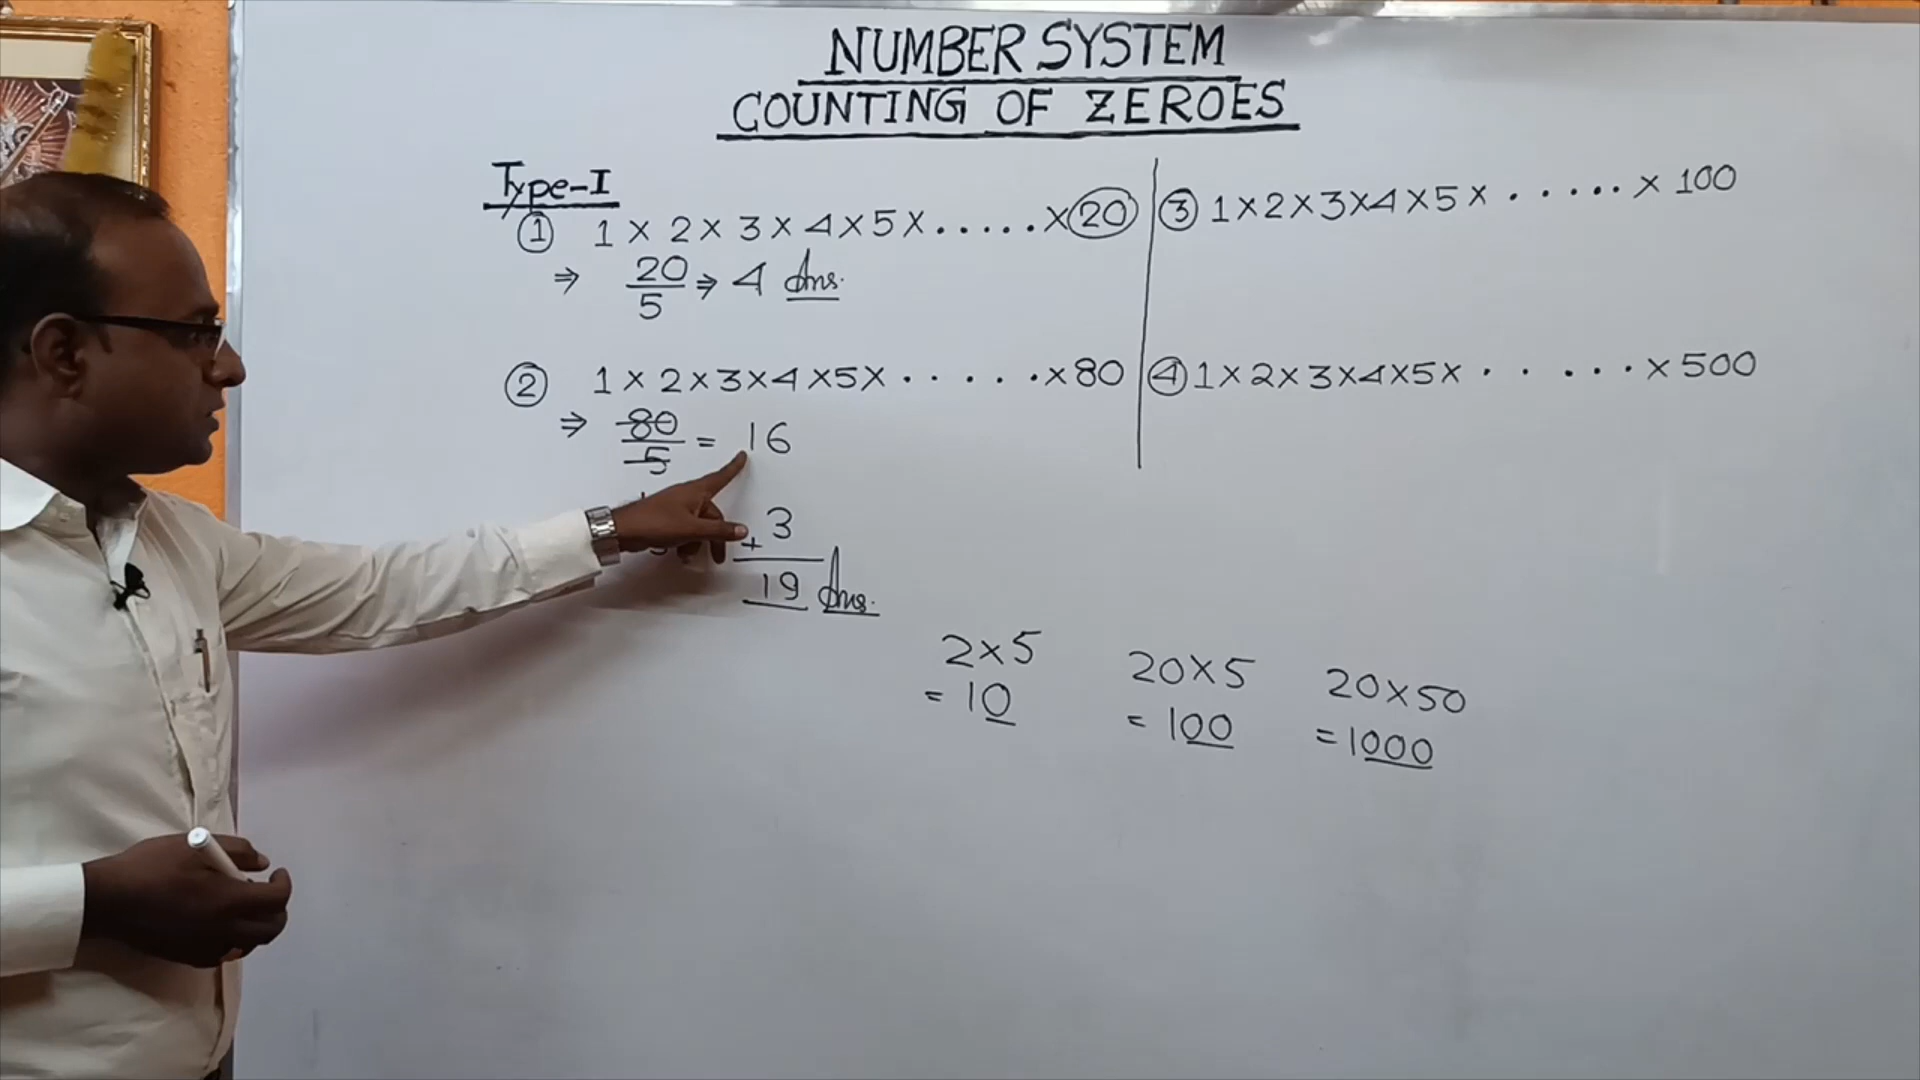 NUMBER SYSTEM
COUNTING OF ZEROES
Type-I
① 1 × 2 × 3 × 4 × 5 × ..... × 20
⇒ 20/5 ⇒ 4 Ans.
② 1 × 2 × 3 × 4 × 5 × ..... × 80
⇒ 80/5 = 16
+ 3
19 Ans.
③ 1 × 2 × 3 × 4 × 5 × ..... × 100
④ 1 × 2 × 3 × 4 × 5 × ..... × 500
2 × 5
= 10
20 × 5
= 100
20 × 50
= 1000